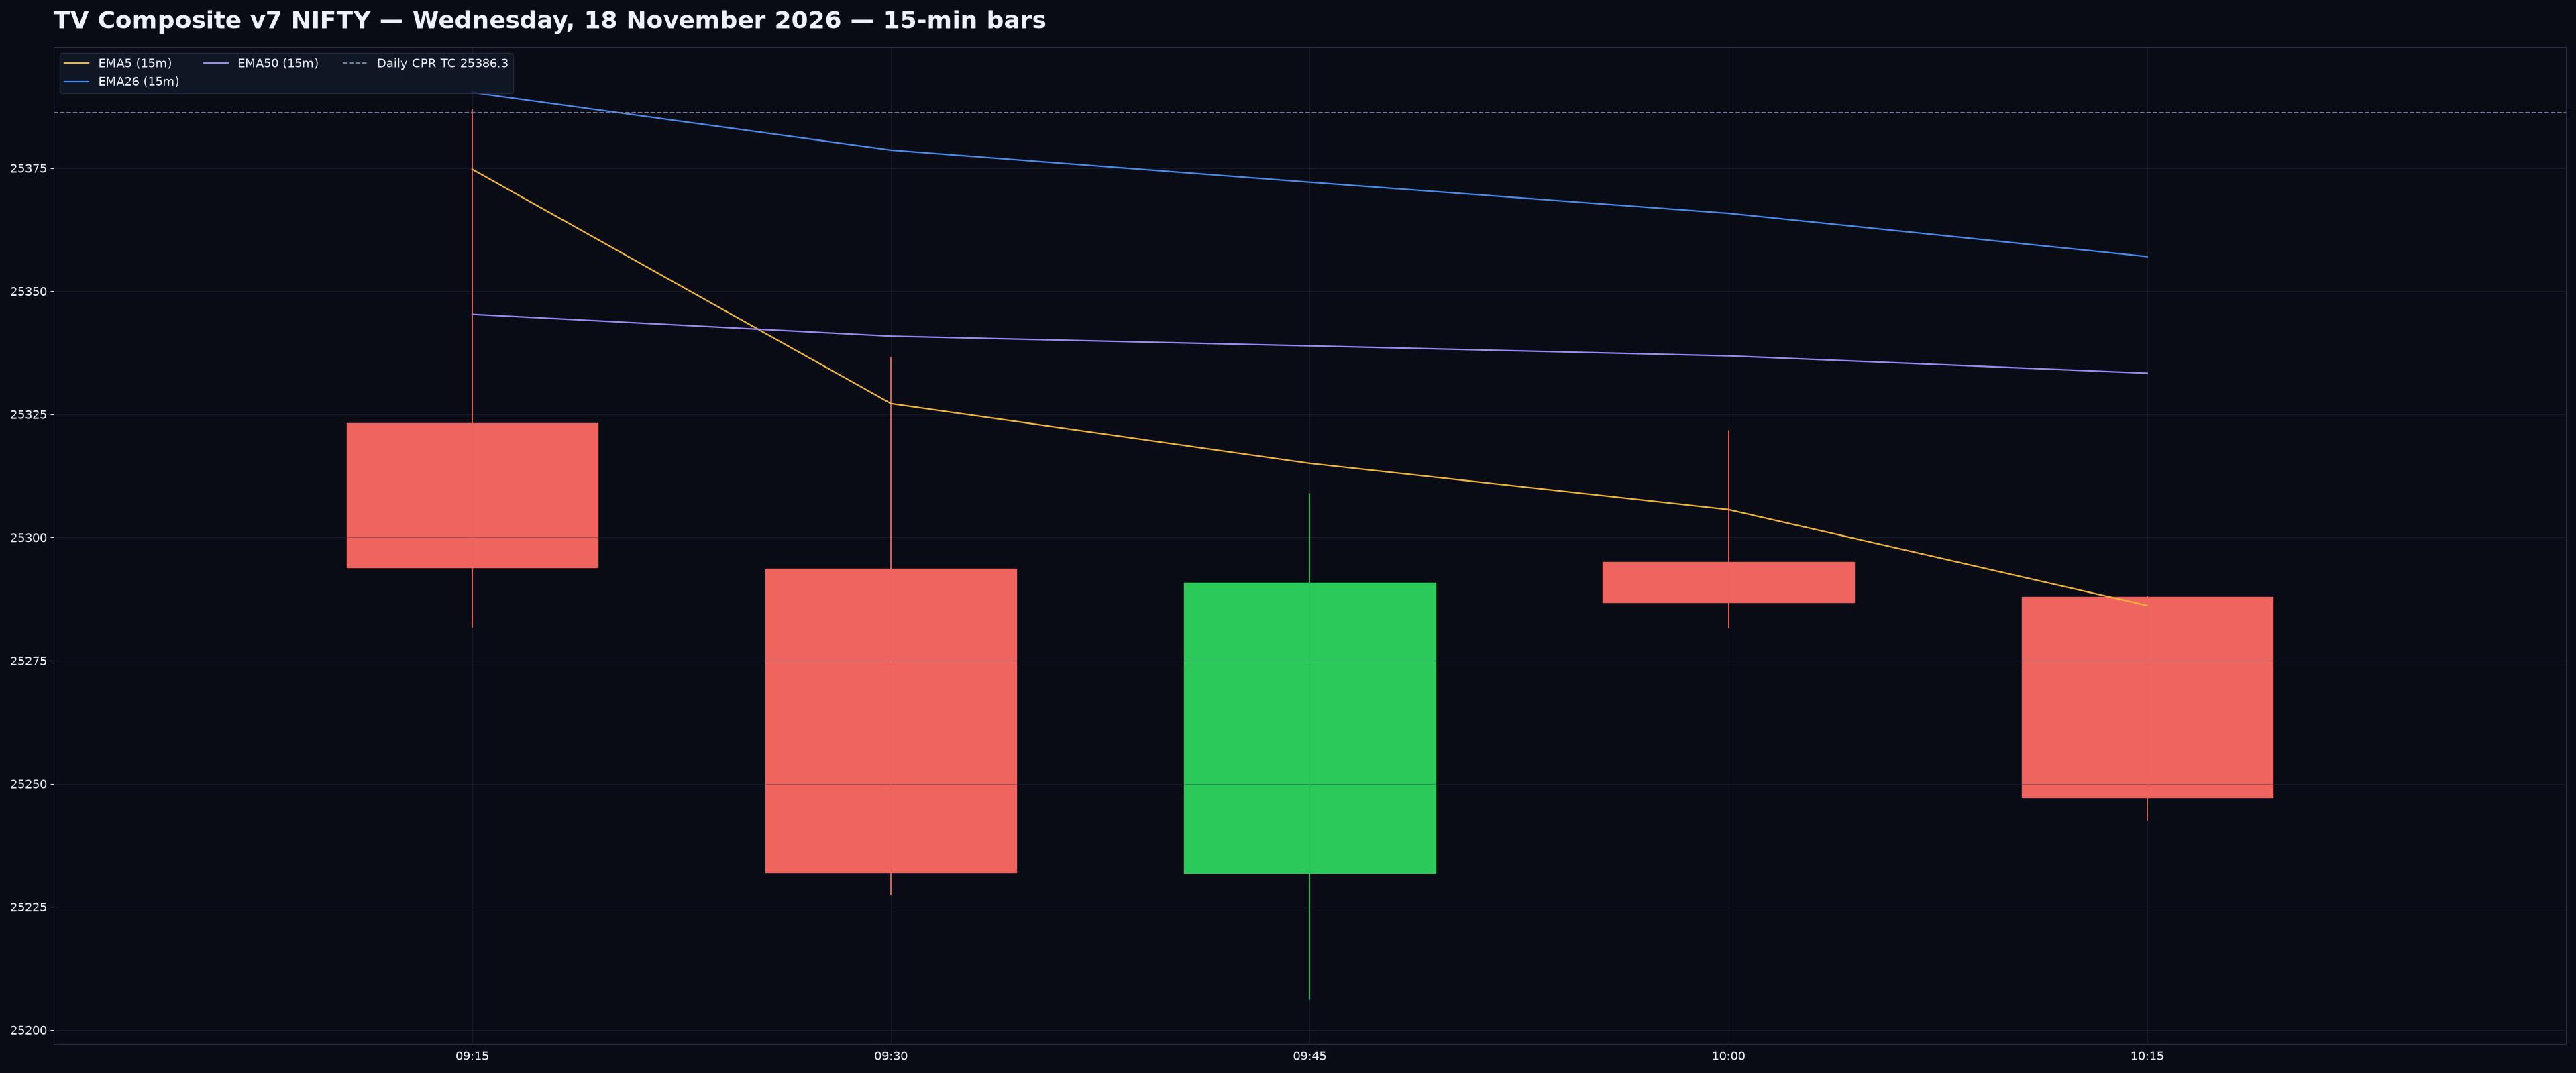 TV Composite v7 NIFTY — Wednesday, 18 November 2026 — 15-min bars
EMA5 (15m) EMA50 (15m) Daily CPR TC 25386.3
EMA26 (15m)
25375
25350
25325
25300
25275
25250
25225
25200
09:15 09:30 09:45 10:00 10:15